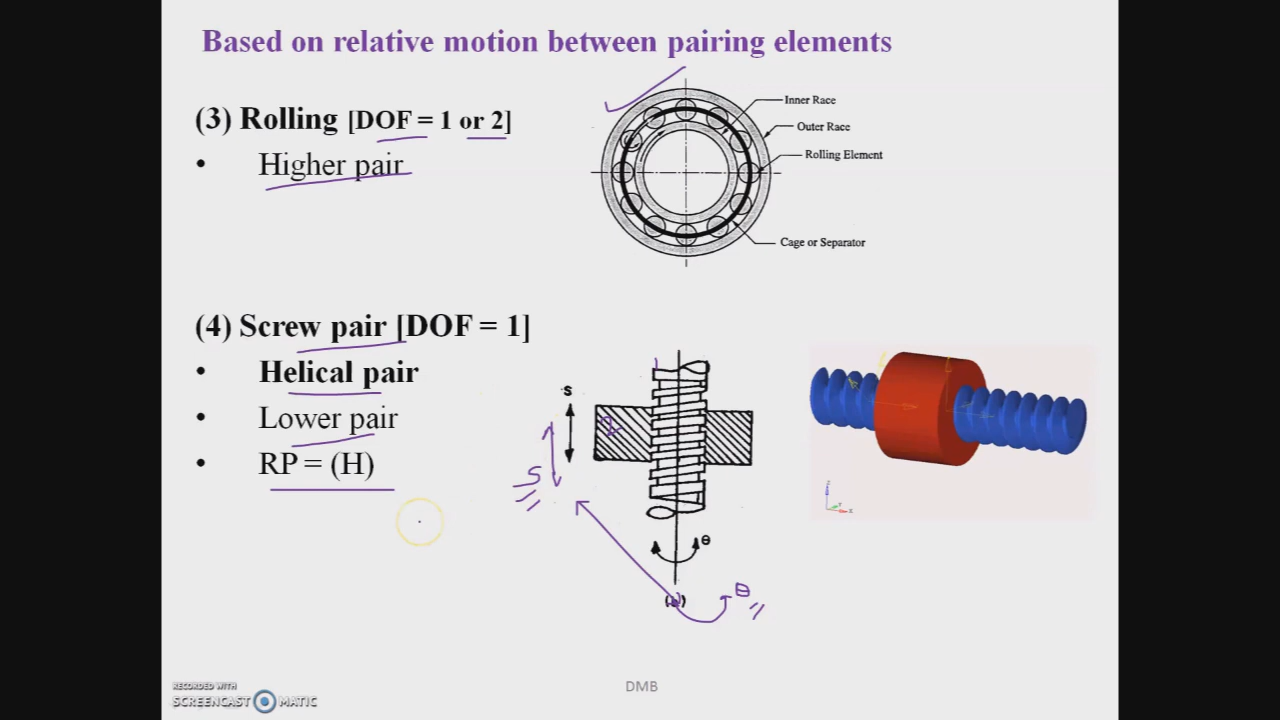 Based on relative motion between pairing elements
(3) Rolling [DOF = 1 or 2]
• Higher pair
Inner Race
Outer Race
Rolling Element
Cage or Separator
(4) Screw pair [DOF = 1]
• Helical pair
• Lower pair
• RP = (H)
S
S
θ
θ
DMB
RECORDED WITH
SCREENCAST MATIC